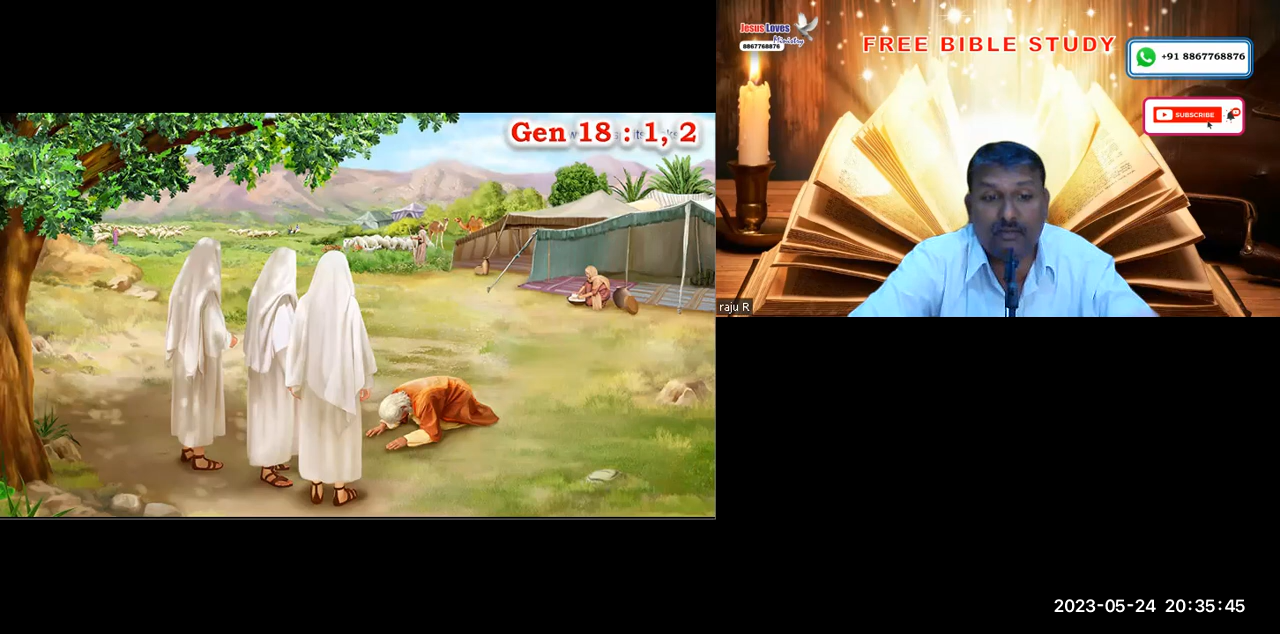 Gen 18 : 1, 2
Jesus Loves
Ministry
8867768876
FREE BIBLE STUDY
+91 8867768876
SUBSCRIBE
raju R
2023-05-24 20:35:45